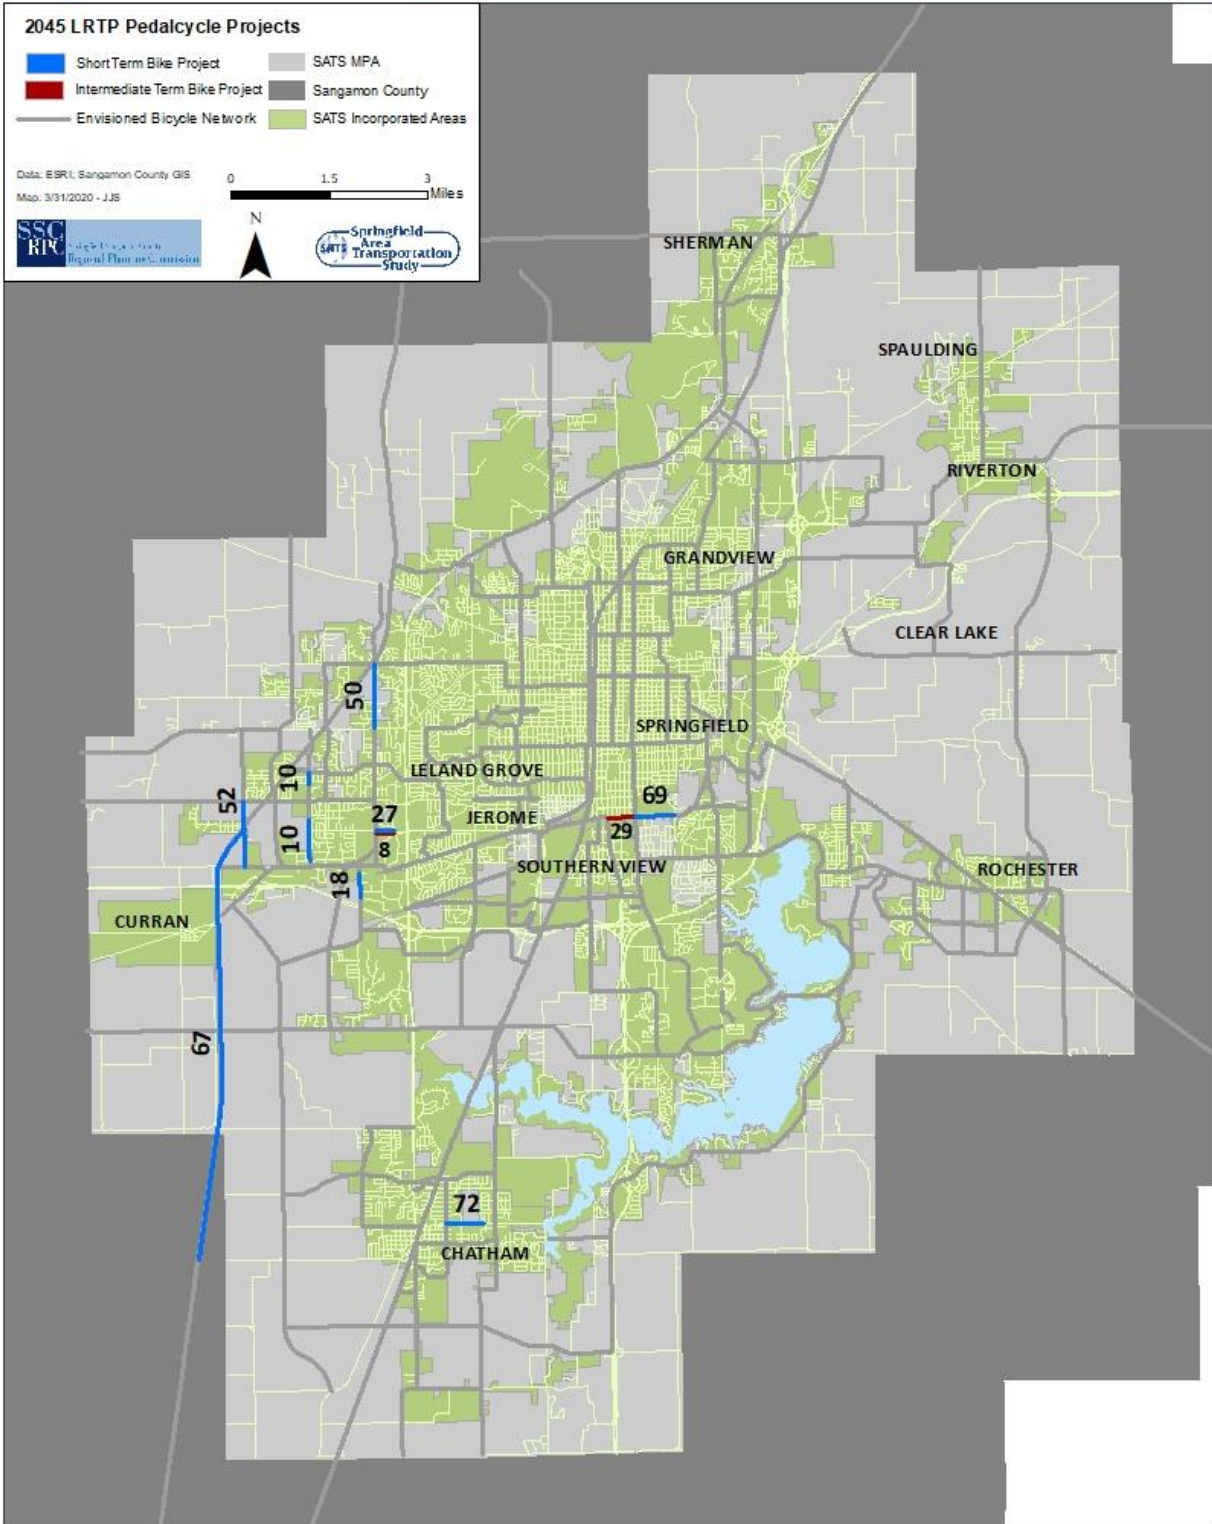 2045 LRTP Pedalcycle Projects
Short Term Bike Project
SATS MPA
Intermediate Term Bike Project
Sangamon County
Envisioned Bicycle Network
SATS Incorporated Areas
Data: ESRI; Sangamon County GIS
Map: 3/31/2020 - JJS
0 1.5 3
Miles
N
SSC
RPC
Regional Planning Commission
SATS
Springfield
Area
Transportation
Study
SHERMAN
SPAULDING
RIVERTON
GRANDVIEW
CLEAR LAKE
50
SPRINGFIELD
LELAND GROVE
10
52
69
27
JEROME
29
10
8
SOUTHERN VIEW
ROCHESTER
18
CURRAN
67
72
CHATHAM